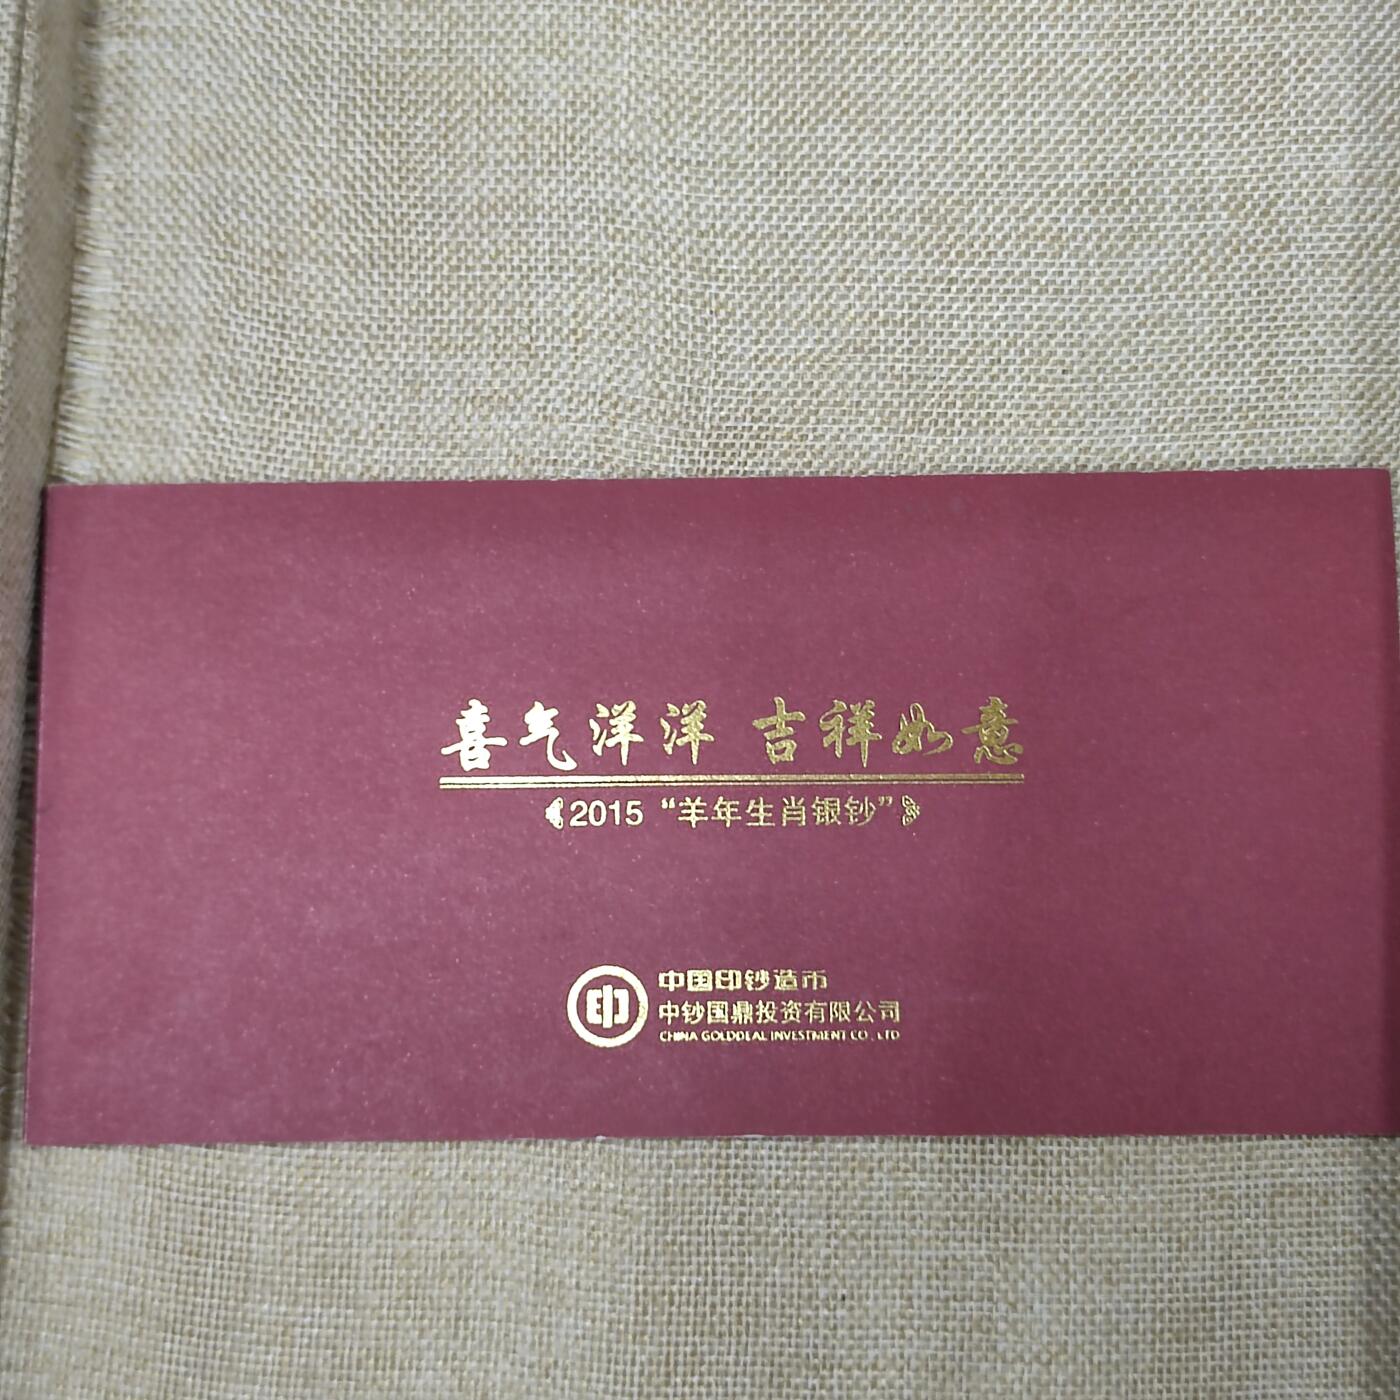 喜气洋洋 吉祥如意
2015 “羊年生肖银钞”
中国印钞造币
中钞国鼎投资有限公司
CHINA GOLDDEAL INVESTMENT CO., LTD